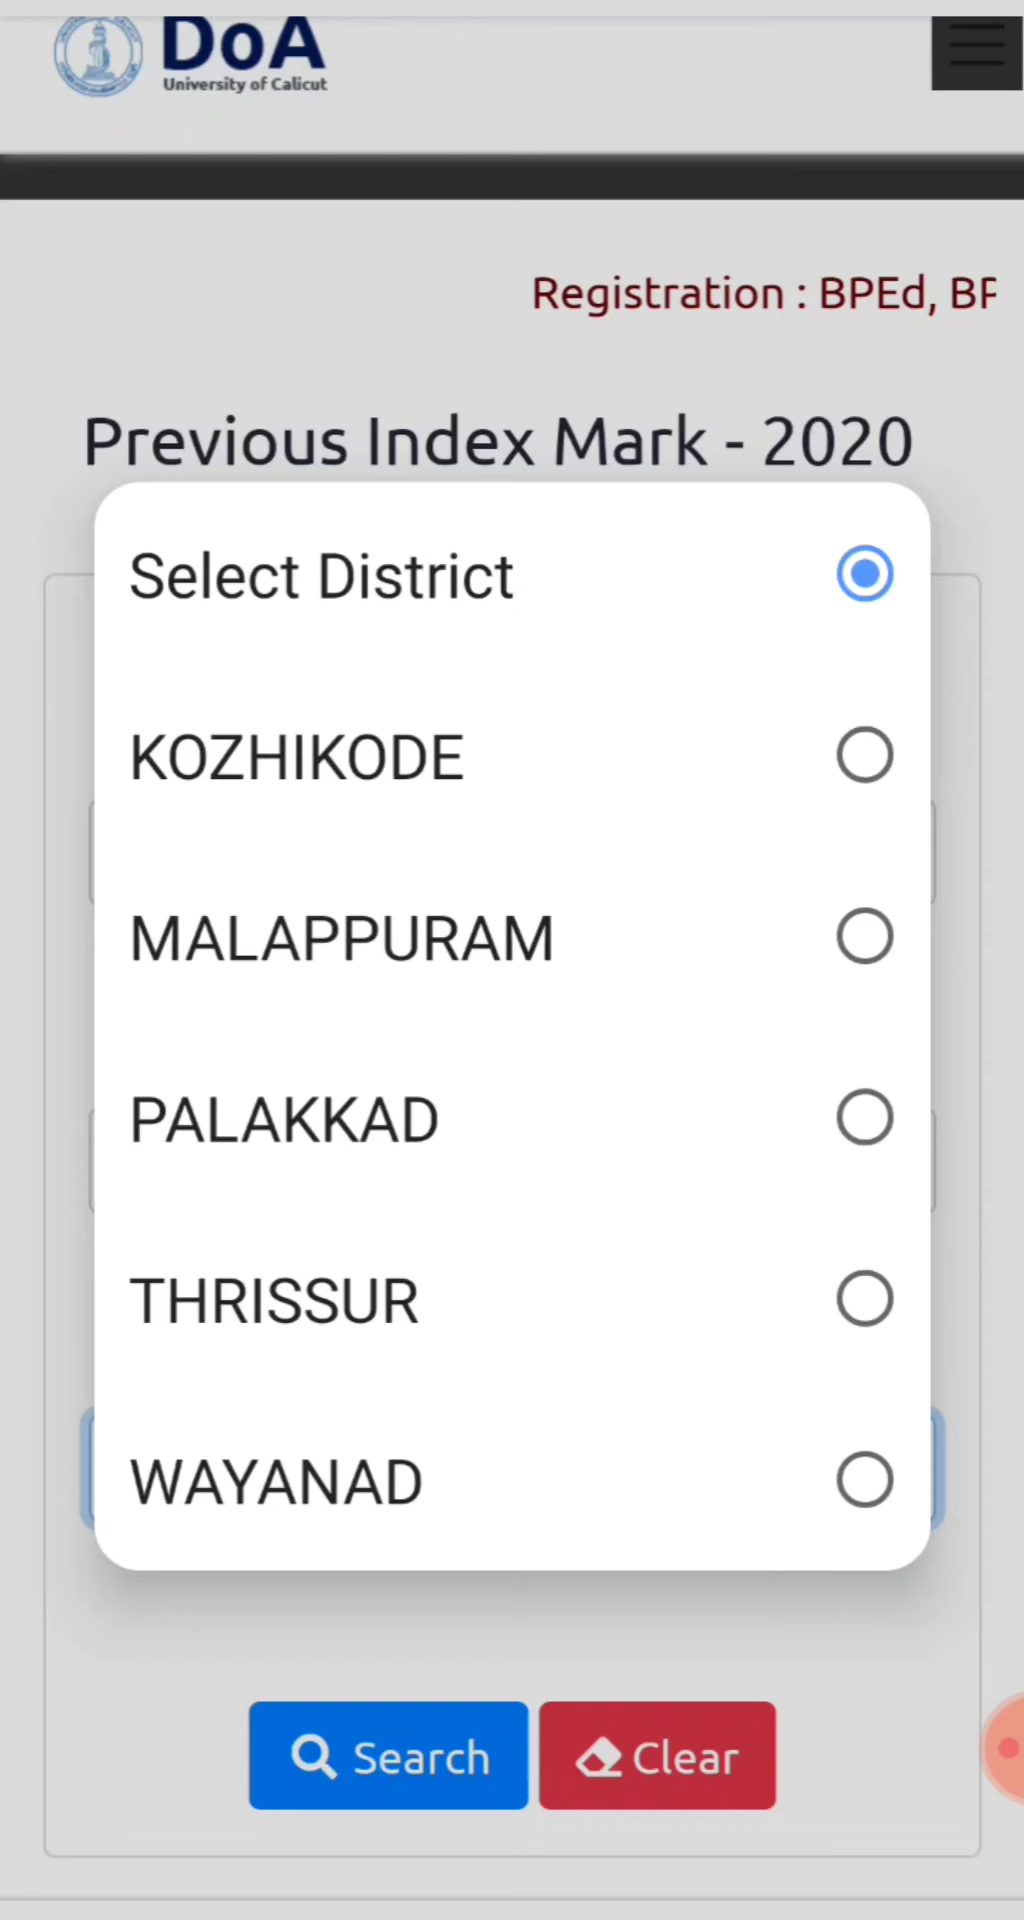 DoA
University of Calicut
Registration : BPEd, BP
Previous Index Mark - 2020
Select District
KOZHIKODE
MALAPPURAM
PALAKKAD
THRISSUR
WAYANAD
Search
Clear